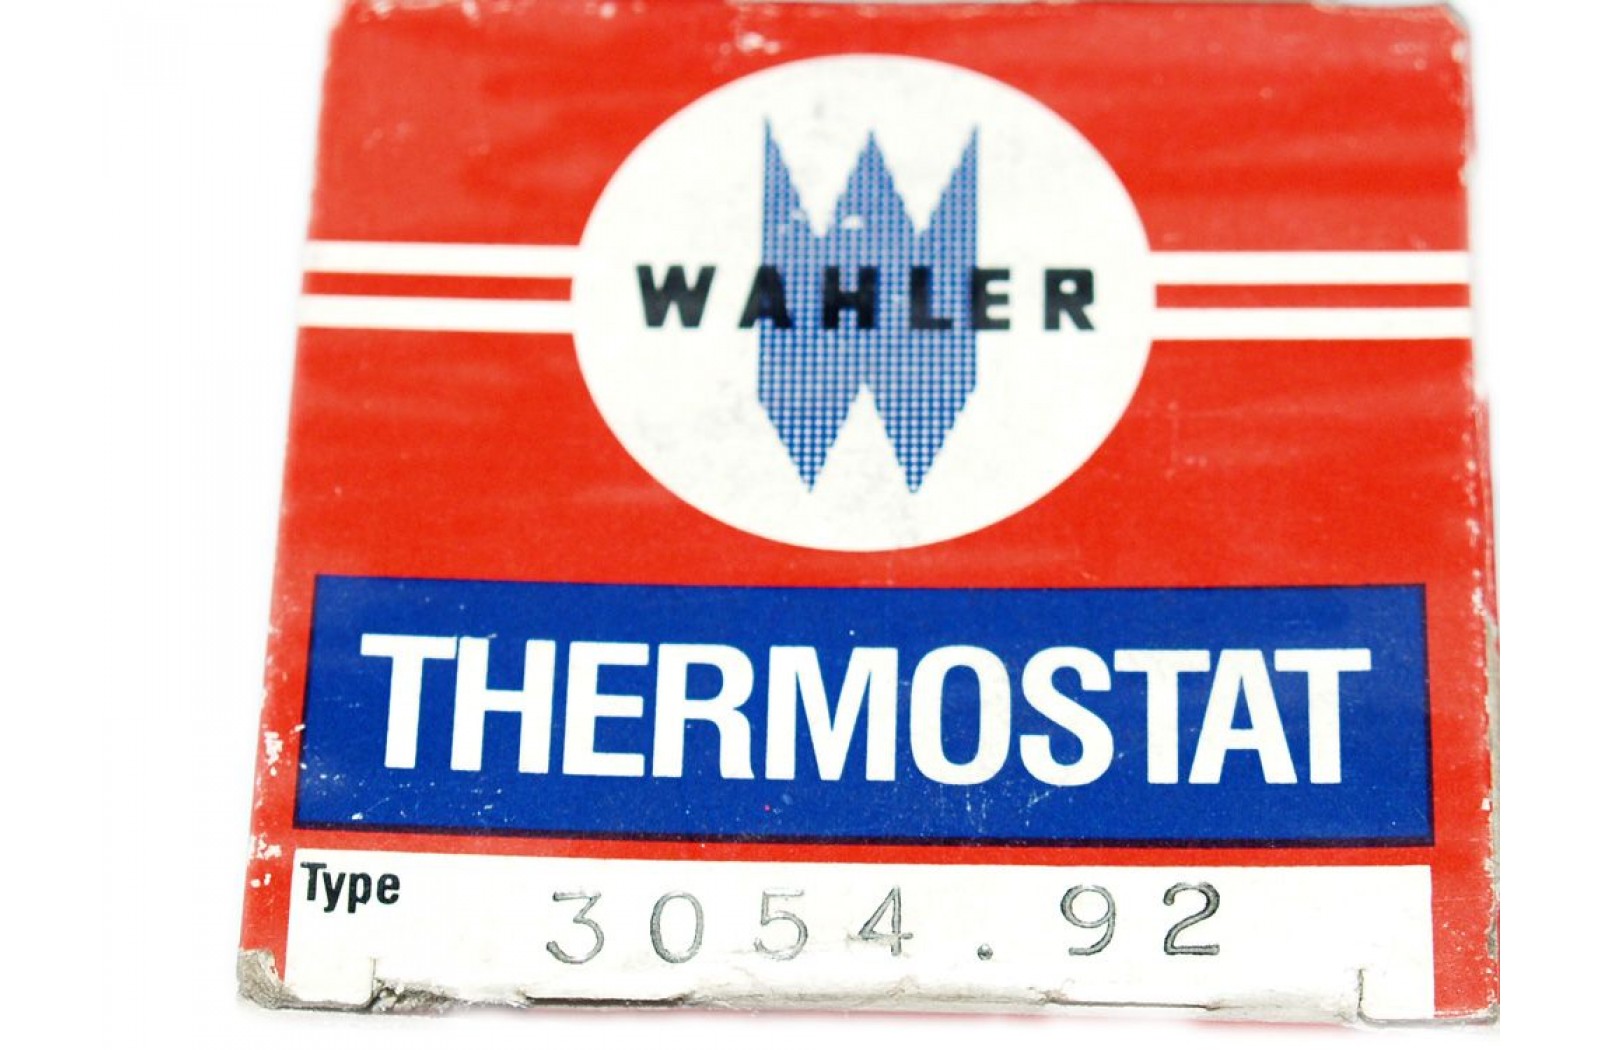 WAHLER
THERMOSTAT
Type 3054.92